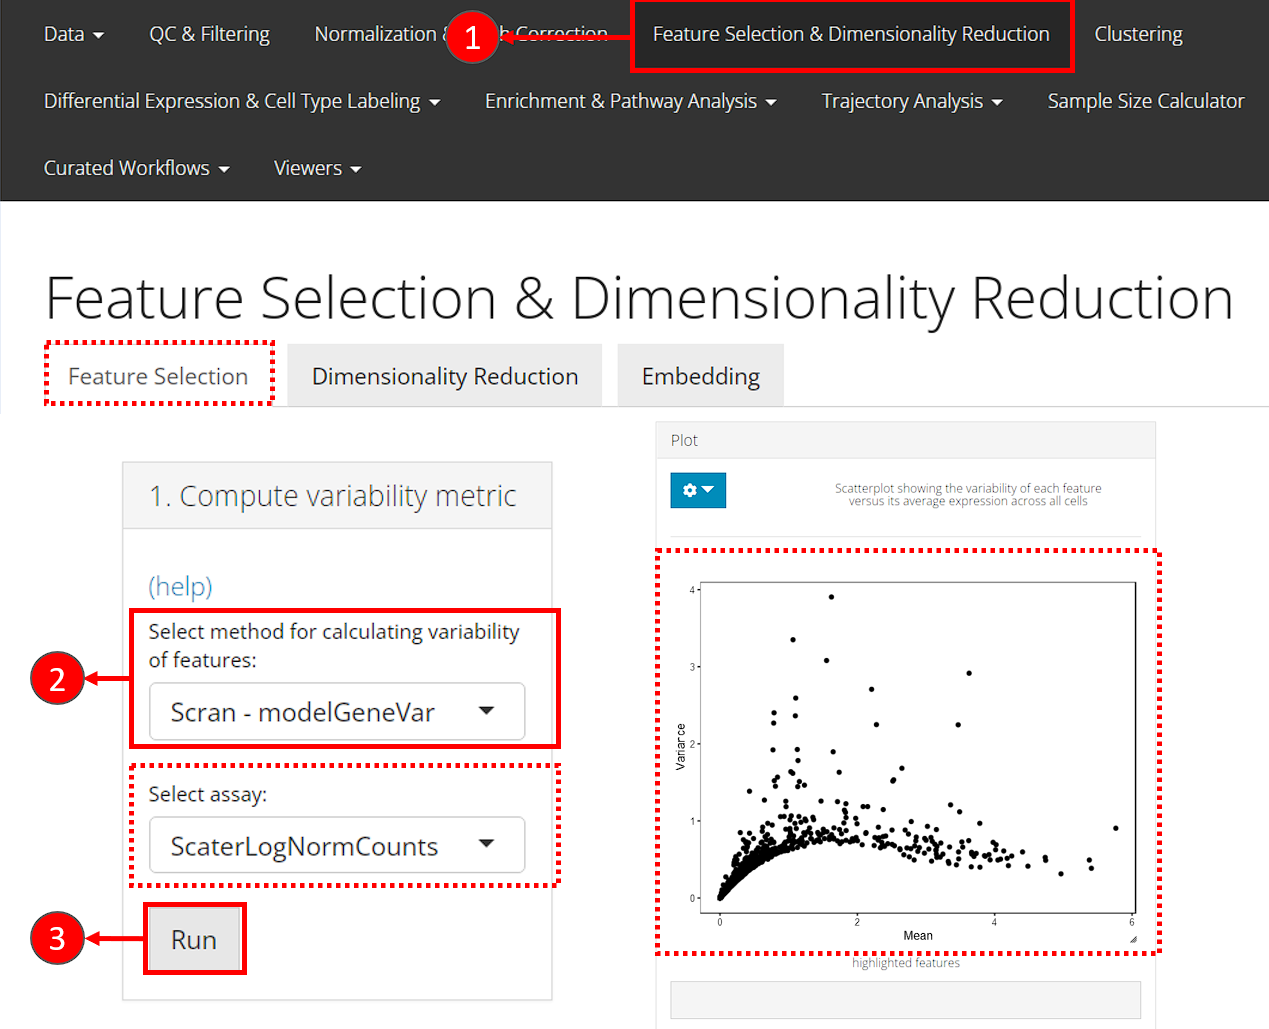 Data
QC & Filtering
Normalization & Correction
1
Feature Selection & Dimensionality Reduction
Clustering
Differential Expression & Cell Type Labeling
Enrichment & Pathway Analysis
Trajectory Analysis
Sample Size Calculator
Curated Workflows
Viewers
Feature Selection & Dimensionality Reduction
Feature Selection
Dimensionality Reduction
Embedding
1. Compute variability metric
(help)
2
Select method for calculating variability
of features:
Scran - modelGeneVar
Select assay:
ScaterLogNormCounts
3
Run
Plot
Scatterplot showing the variability of each feature
versus its average expression across all cells
4
3
2
1
0
Variance
0
2
4
6
Mean
highlighted features